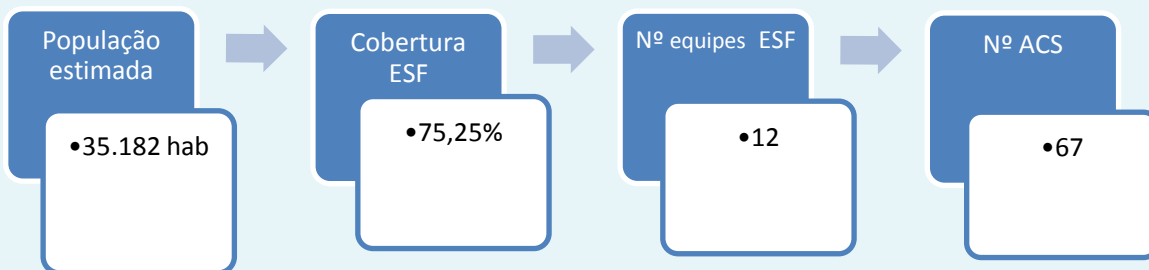 População
estimada
•35.182 hab
Cobertura
ESF
•75,25%
Nº equipes ESF
•12
Nº ACS
•67